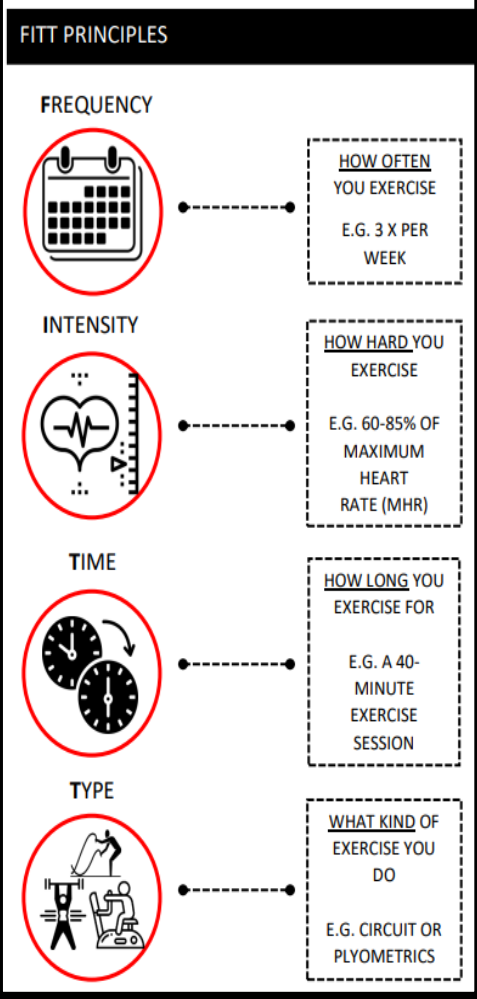 FITT PRINCIPLES
FREQUENCY
HOW OFTEN
YOU EXERCISE
E.G. 3 X PER
WEEK
INTENSITY
HOW HARD YOU
EXERCISE
E.G. 60-85% OF
MAXIMUM
HEART
RATE (MHR)
TIME
HOW LONG YOU
EXERCISE FOR
E.G. A 40-
MINUTE
EXERCISE
SESSION
TYPE
WHAT KIND OF
EXERCISE YOU
DO
E.G. CIRCUIT OR
PLYOMETRICS